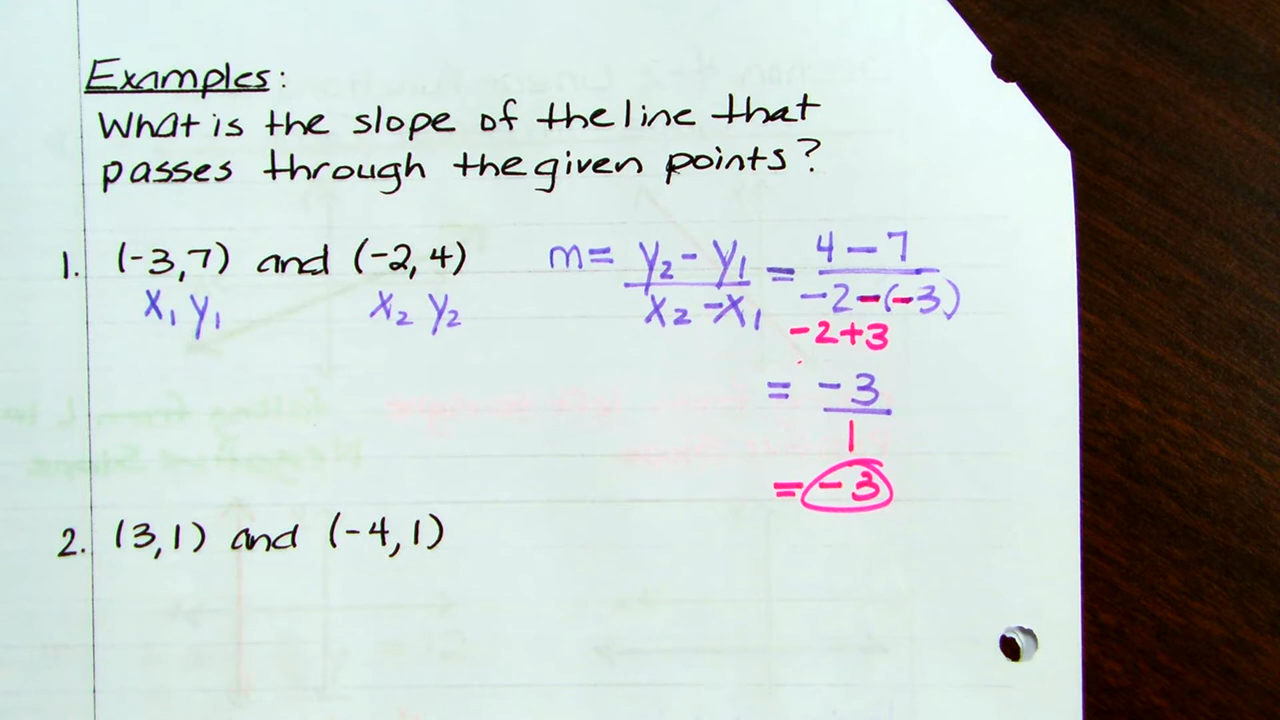 Examples:
What is the slope of the line that
passes through the given points?
1. (-3,7) and (-2,4) m = y₂ - y₁ / x₂ - x₁ = 4 - 7 / -2 - (-3)
x₁ y₁ x₂ y₂
-2+3
= -3 / 1
= -3
2. (3,1) and (-4,1)